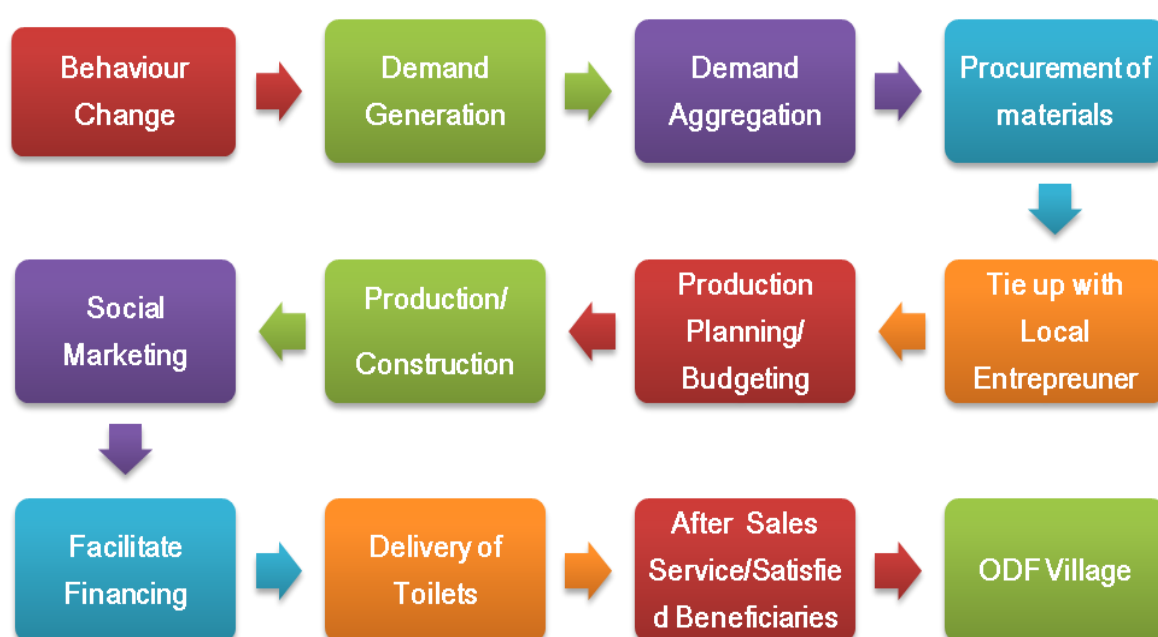 Behaviour
Change
Demand
Generation
Demand
Aggregation
Procurement of
materials
Social
Marketing
Production/
Construction
Production
Planning/
Budgeting
Tie up with
Local
Entrepreuner
Facilitate
Financing
Delivery of
Toilets
After Sales
Service/Satisfie
d Beneficiaries
ODF Village